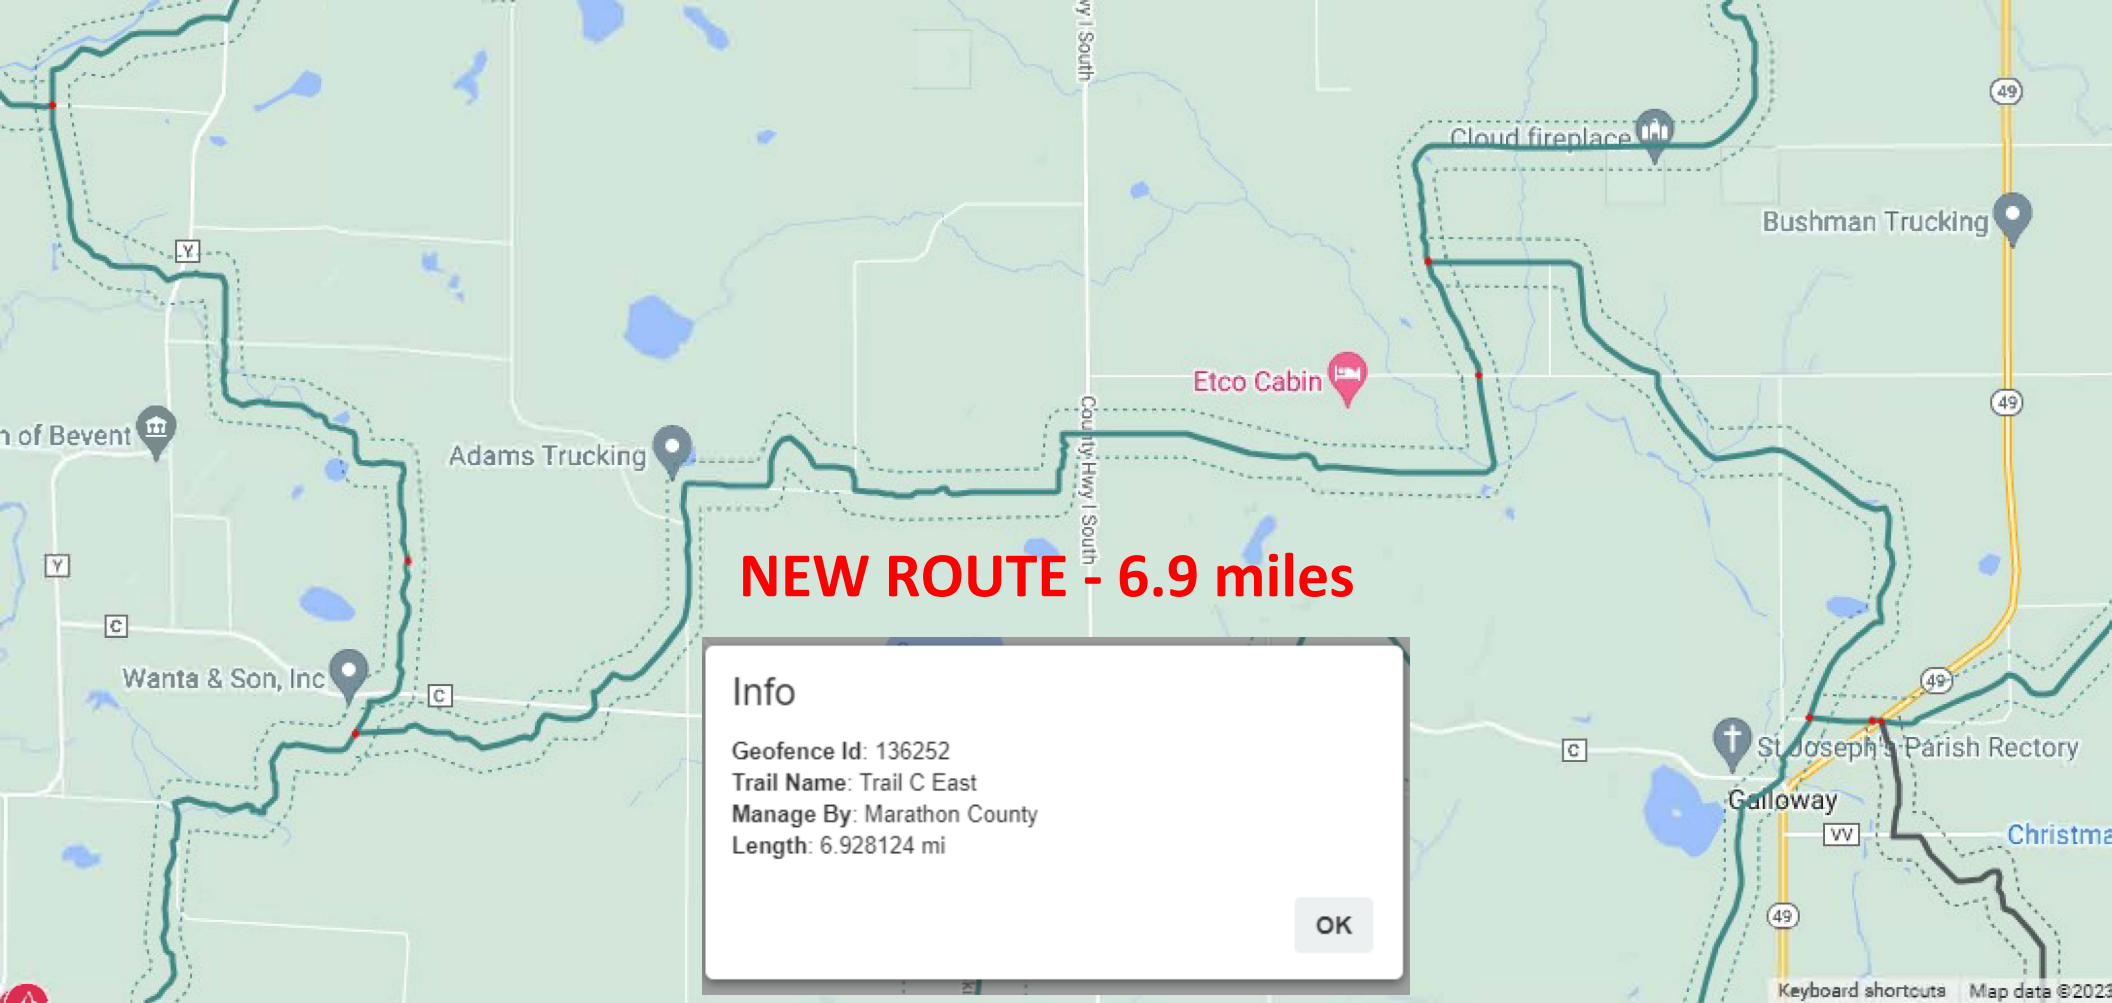 wy I South
49
Cloud fireplace
Bushman Trucking
Y
Etco Cabin
49
County Hwy I South
n of Bevent
Adams Trucking
Y
NEW ROUTE - 6.9 miles
C
Wanta & Son, Inc
C
49
Info
Geofence Id: 136252
Trail Name: Trail C East
Manage By: Marathon County
Length: 6.928124 mi
OK
C
St Joseph's Parish Rectory
Galloway
VV
Christma
49
Keyboard shortcuts
Map data ©2023